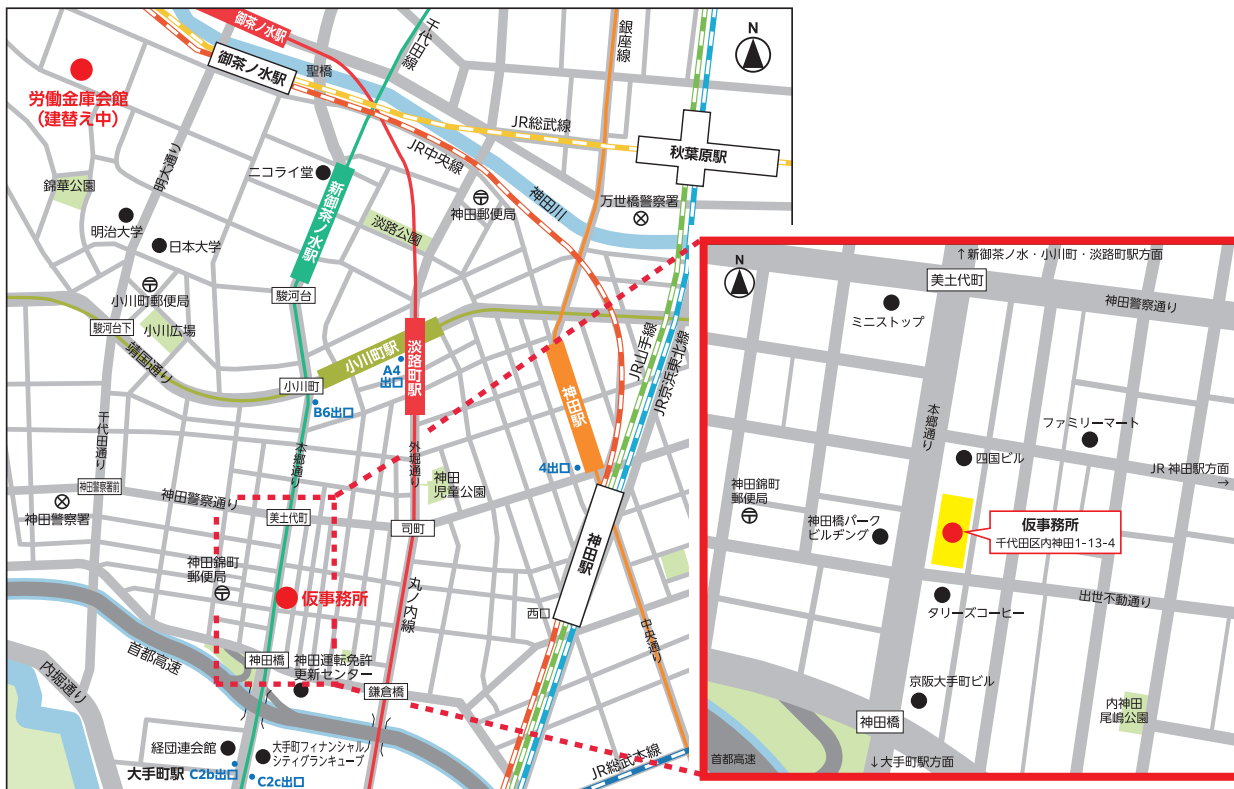 御茶ノ水駅
千代田線
銀座線
N
御茶ノ水駅
聖橋
労働金庫会館
(建替え中)
JR総武線
JR中央線
秋葉原駅
明大通り
ニコライ堂
錦華公園
新御茶ノ水駅
神田郵便局
神田川
万世橋警察署
明治大学
日本大学
淡路公園
小川町郵便局
駿河台
駿河台下
小川広場
靖国通り
小川町駅
A4
出口
淡路町駅
小川町
B6出口
神田駅
JR山手線
JR京浜東北線
千代田通り
本郷通り
外堀通り
4出口
神田
児童公園
神田警察署前
神田警察通り
神田警察署
美土代町
司町
神田駅
神田錦町
郵便局
仮事務所
丸ノ内線
西口
中央通り
首都高速
内堀通り
神田橋
神田運転免許
更新センター
鎌倉橋
経団連会館
大手町フィナンシャル
シティグランキューブ
大手町駅
C2b出口
C2c出口
JR総武本線
↑新御茶ノ水・小川町・淡路町駅方面
N
美土代町
神田警察通り
ミニストップ
本郷通り
ファミリーマート
四国ビル
JR 神田駅方面
→
神田錦町
郵便局
神田橋パーク
ビルヂング
仮事務所
千代田区内神田1-13-4
出世不動通り
タリーズコーヒー
京阪大手町ビル
内神田
尾嶋公園
神田橋
首都高速
↓大手町駅方面